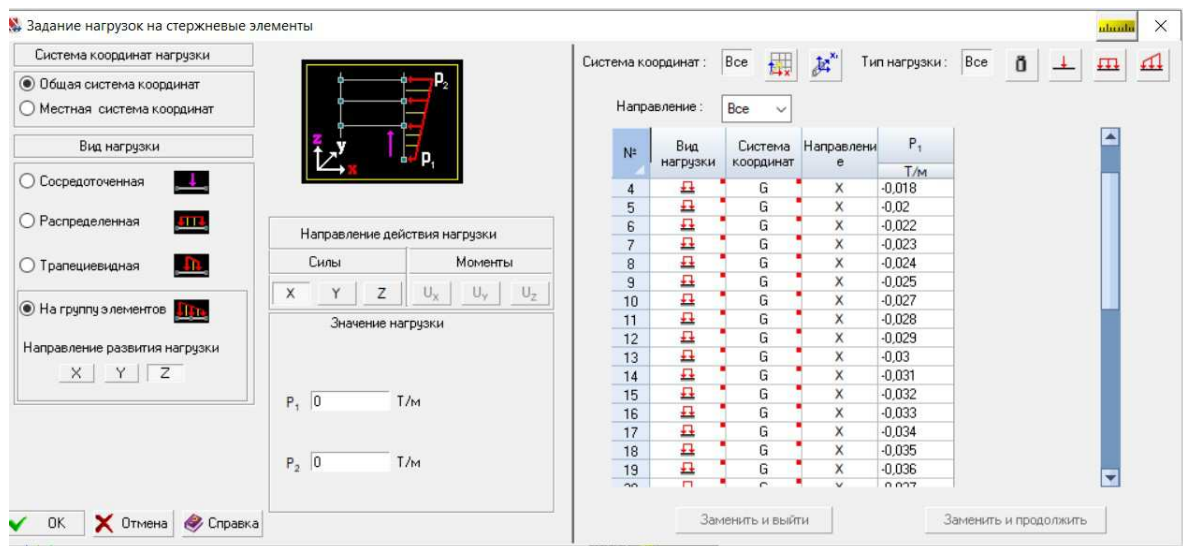 Задание нагрузок на стержневые элементы
Система координат нагрузки
Общая система координат
Местная система координат
Вид нагрузки
Сосредоточенная
Распределенная
Трапециевидная
На группу элементов
Направление развития нагрузки
X Y Z
OK Отмена Справка
P2
z y
x P1
Направление действия нагрузки
Силы Моменты
X Y Z UX UY UZ
Значение нагрузки
P1 0 Т/м
P2 0 Т/м
Система координат : Все Тип нагрузки : Все
Направление : Все
№ Вид нагрузки Система координат Направление P1
Т/м
4 G X -0,018
5 G X -0,02
6 G X -0,022
7 G X -0,023
8 G X -0,024
9 G X -0,025
10 G X -0,027
11 G X -0,028
12 G X -0,029
13 G X -0,03
14 G X -0,031
15 G X -0,032
16 G X -0,033
17 G X -0,034
18 G X -0,035
19 G X -0,036
Заменить и выйти Заменить и продолжить